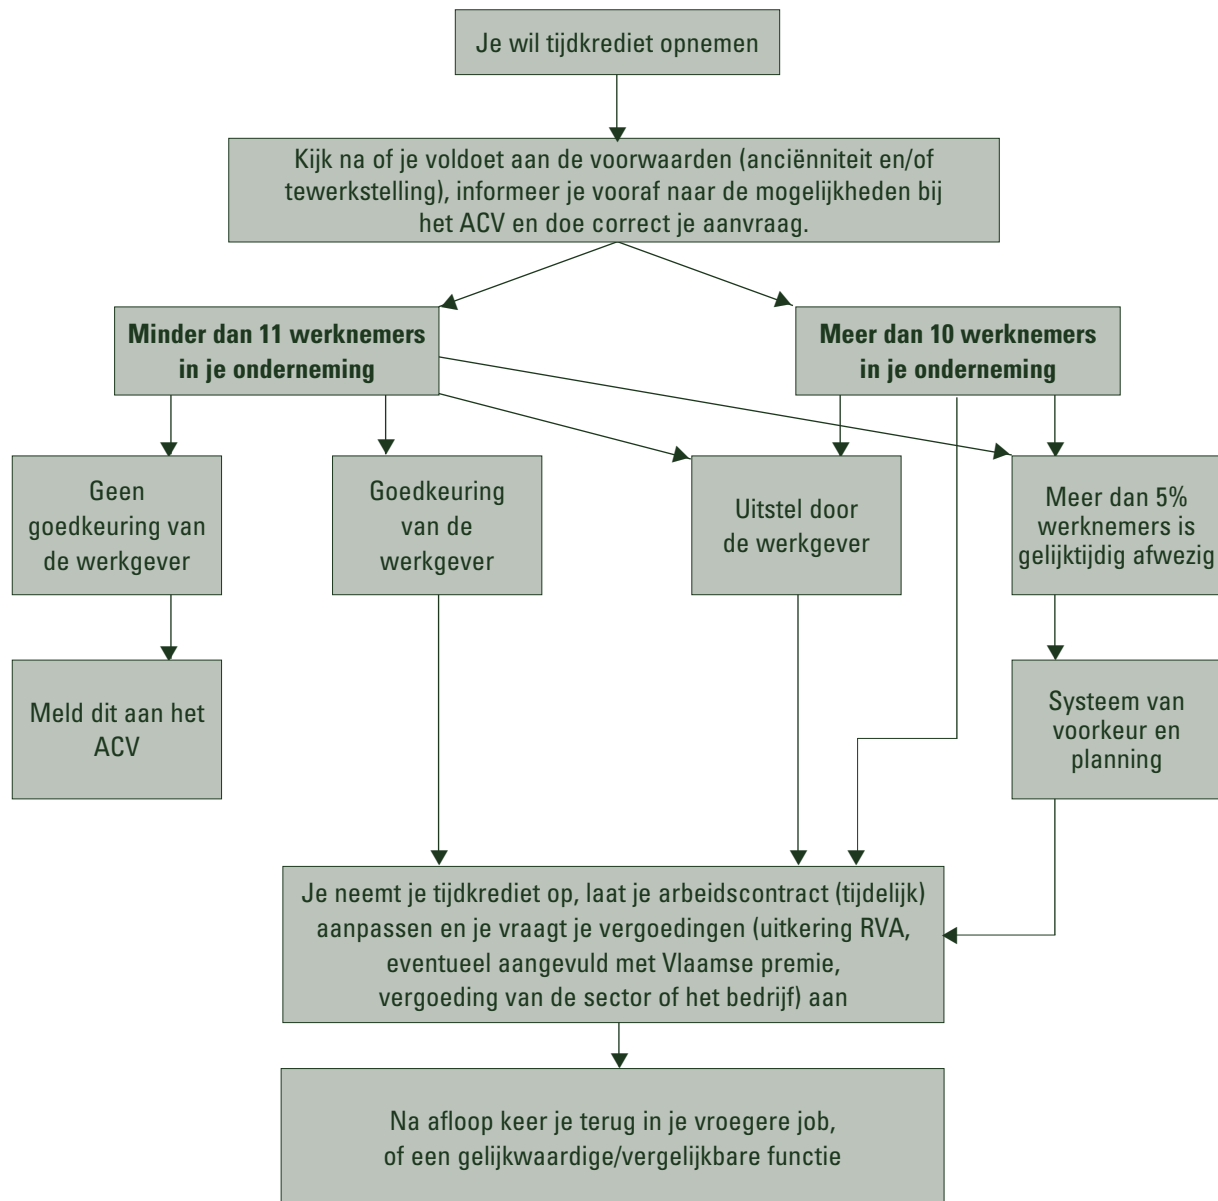 Je wil tijdkrediet opnemen
Kijk na of je voldoet aan de voorwaarden (anciënniteit en/of
tewerkstelling), informeer je vooraf naar de mogelijkheden bij
het ACV en doe correct je aanvraag.
Minder dan 11 werknemers
in je onderneming
Meer dan 10 werknemers
in je onderneming
Geen
goedkeuring van
de werkgever
Goedkeuring
van de
werkgever
Uitstel door
de werkgever
Meer dan 5%
werknemers is
gelijktijdig afwezig
Meld dit aan het
ACV
Systeem van
voorkeur en
planning
Je neemt je tijdkrediet op, laat je arbeidscontract (tijdelijk)
aanpassen en je vraagt je vergoedingen (uitkering RVA,
eventueel aangevuld met Vlaamse premie,
vergoeding van de sector of het bedrijf) aan
Na afloop keer je terug in je vroegere job,
of een gelijkwaardige/vergelijkbare functie